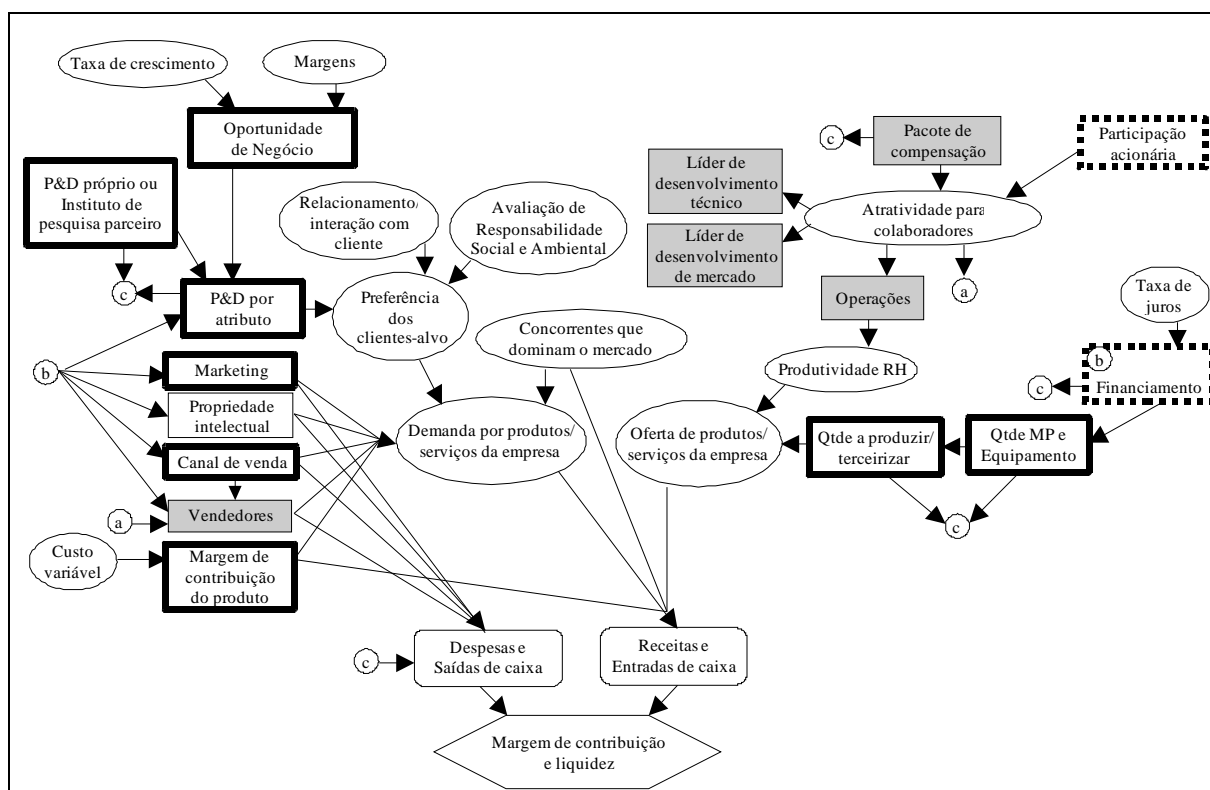 Taxa de crescimento
Margens
Oportunidade
de Negócio
P&D próprio ou
Instituto de
pesquisa parceiro
Relacionamento/
interação com
cliente
Avaliação de
Responsabilidade
Social e Ambiental
c
Pacote de
compensação
Participação
acionária
Líder de
desenvolvimento
técnico
Atratividade para
colaboradores
Líder de
desenvolvimento
de mercado
c
P&D por
atributo
Preferência
dos
clientes-alvo
Operações
a
Taxa de
juros
Concorrentes que
dominam o mercado
b
Marketing
Produtividade RH
b
c
Financiamento
Propriedade
intelectual
Demanda por produtos/
serviços da empresa
Oferta de produtos/
serviços da empresa
Qtde a produzir/
terceirizar
Qtde MP e
Equipamento
Canal de venda
a
Vendedores
c
Custo
variável
Margem de
contribuição
do produto
c
Despesas e
Saídas de caixa
Receitas e
Entradas de caixa
Margem de contribuição
e liquidez